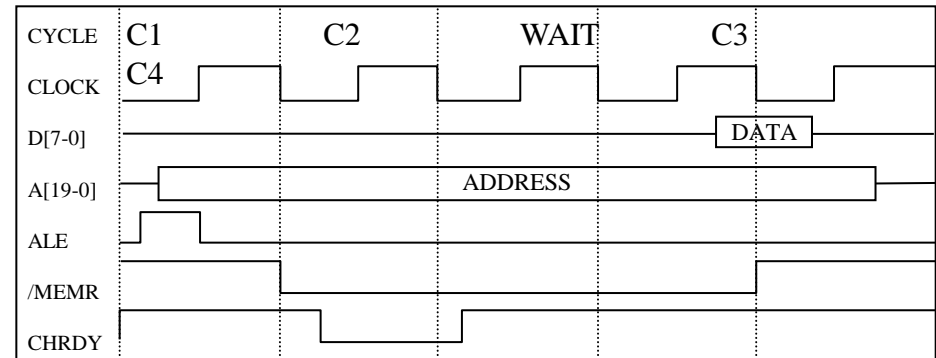 CYCLE C1 C2 WAIT C3
C4
CLOCK
D[7-0] DATA
A[19-0] ADDRESS
ALE
/MEMR
CHRDY